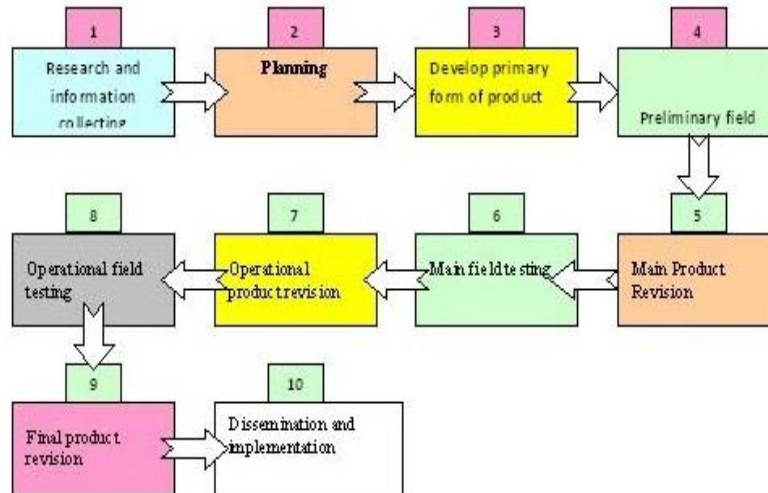 1
Research and
information
collecting
2
Planning
3
Develop primary
form of product
4
Preliminary field
5
Main Product
Revision
6
Main field testing
7
Operational
product revision
8
Operational field
testing
9
Final product
revision
10
Dissemination and
implementation